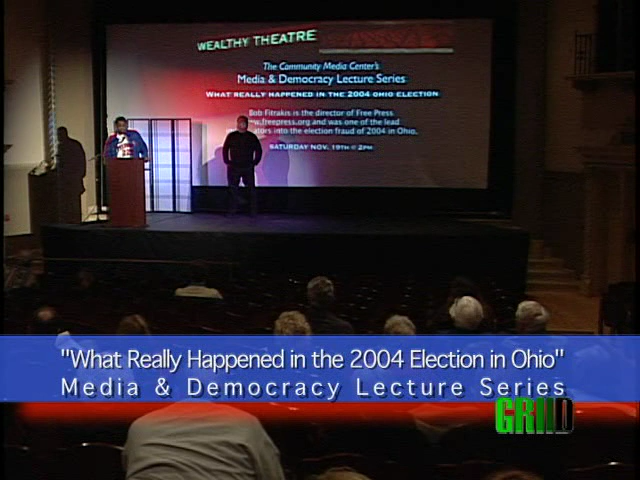 WEALTHY THEATRE
The Community Media Center's
Media & Democracy Lecture Series
WHAT REALLY HAPPENED IN THE 2004 OHIO ELECTION
Bob Fitrakis is the director of Free Press
w.freepress.org and was one of the lead
ators into the election fraud of 2004 in Ohio.
SATURDAY NOV. 19TH @ 2PM
"What Really Happened in the 2004 Election in Ohio"
Media & Democracy Lecture Series
GRIID